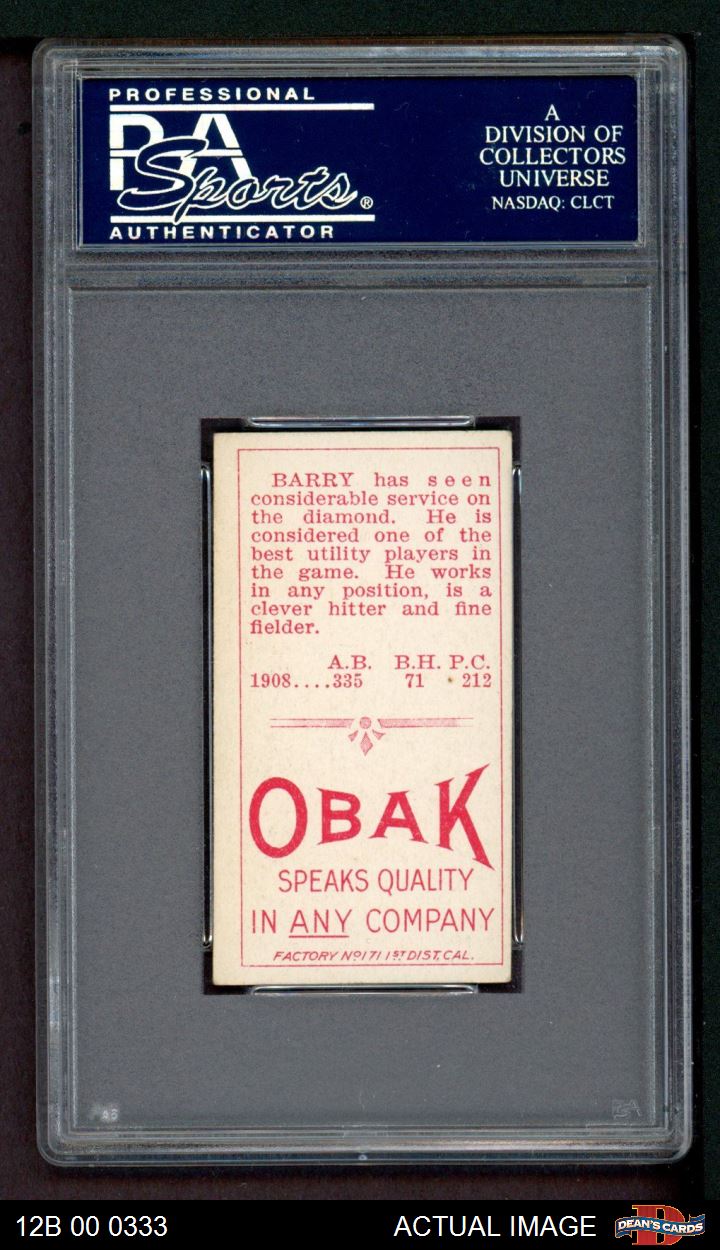 PROFESSIONAL
PSA
Sports®
AUTHENTICATOR
A
DIVISION OF
COLLECTORS
UNIVERSE
NASDAQ: CLCT
BARRY has seen
considerable service on
the diamond. He is
considered one of the
best utility players in
the game. He works
in any position, is a
clever hitter and fine
fielder.
A.B. B.H. P.C.
1908....335 71 212
OBAK
SPEAKS QUALITY
IN ANY COMPANY
FACTORY Nº 171 1ST DIST, CAL.
PSA
12B 00 0333
ACTUAL IMAGE
DEAN'S CARDS